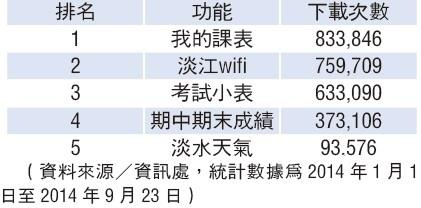 排名 功能 下載次數
1 我的課表 833,846
2 淡江wifi 759,709
3 考試小表 633,090
4 期中期末成績 373,106
5 淡水天氣 93.576
（資料來源／資訊處，統計數據為 2014 年 1 月 1
日至 2014 年 9 月 23 日）